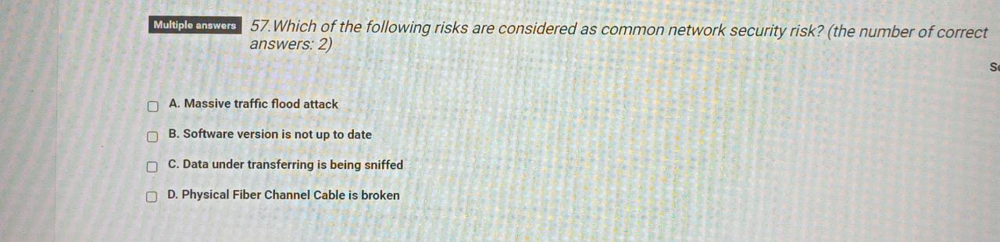 Multiple answers 57.Which of the following risks are considered as common network security risk? (the number of correct
answers: 2)
A. Massive traffic flood attack
B. Software version is not up to date
C. Data under transferring is being sniffed
D. Physical Fiber Channel Cable is broken